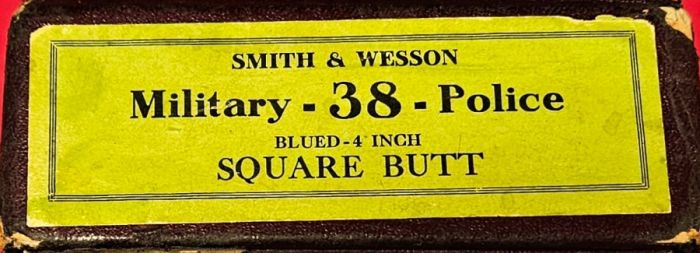 SMITH & WESSON
Military - 38 - Police
BLUED-4 INCH
SQUARE BUTT